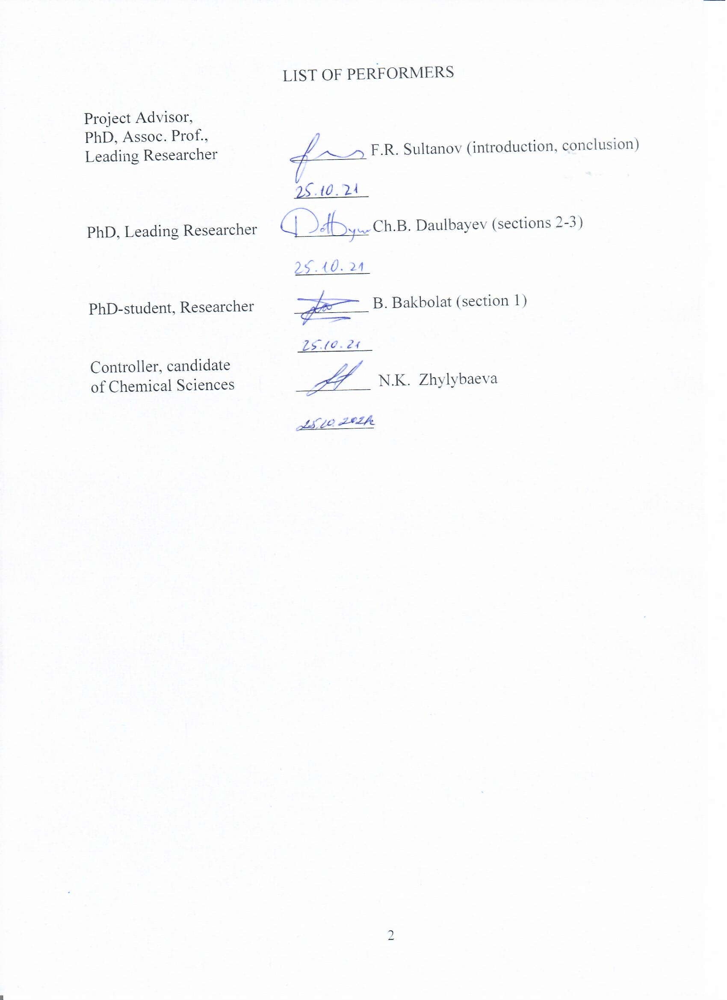 LIST OF PERFORMERS
Project Advisor,
PhD, Assoc. Prof.,
Leading Researcher F.R. Sultanov (introduction, conclusion)
25.10.21
PhD, Leading Researcher Ch.B. Daulbayev (sections 2-3)
25.10.21
PhD-student, Researcher B. Bakbolat (section 1)
25.10.21
Controller, candidate
of Chemical Sciences N.K. Zhylybaeva
25.10.2021
2